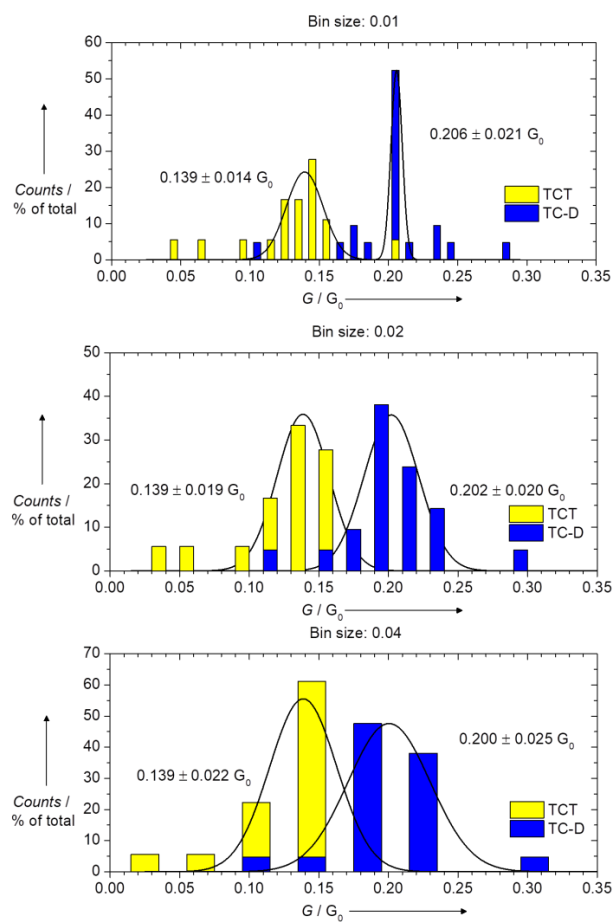 Bin size: 0.01
60
50
40
30
20
10
0
Counts /
% of total
0.139 ± 0.014 G₀
0.206 ± 0.021 G₀
TCT
TC-D
0.00 0.05 0.10 0.15 0.20 0.25 0.30 0.35
G / G₀
Bin size: 0.02
50
40
30
20
10
0
Counts /
% of total
0.139 ± 0.019 G₀
0.202 ± 0.020 G₀
TCT
TC-D
0.00 0.05 0.10 0.15 0.20 0.25 0.30 0.35
G / G₀
Bin size: 0.04
70
60
50
40
30
20
10
0
Counts /
% of total
0.139 ± 0.022 G₀
0.200 ± 0.025 G₀
TCT
TC-D
0.00 0.05 0.10 0.15 0.20 0.25 0.30 0.35
G / G₀